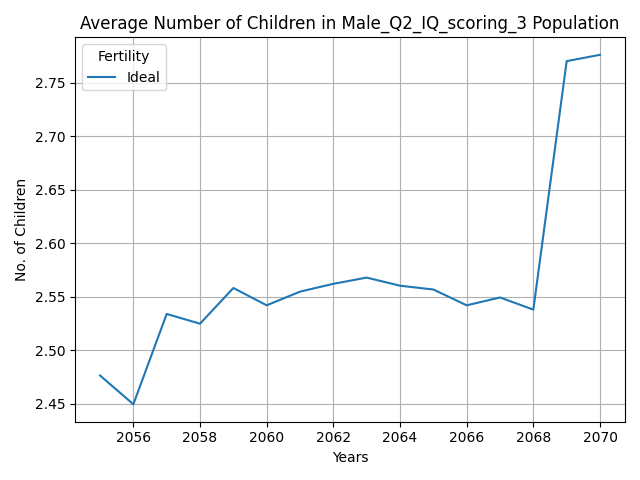 Average Number of Children in Male_Q2_IQ_scoring_3 Population
Fertility
Ideal
No. of Children
2.75
2.70
2.65
2.60
2.55
2.50
2.45
2056 2058 2060 2062 2064 2066 2068 2070
Years